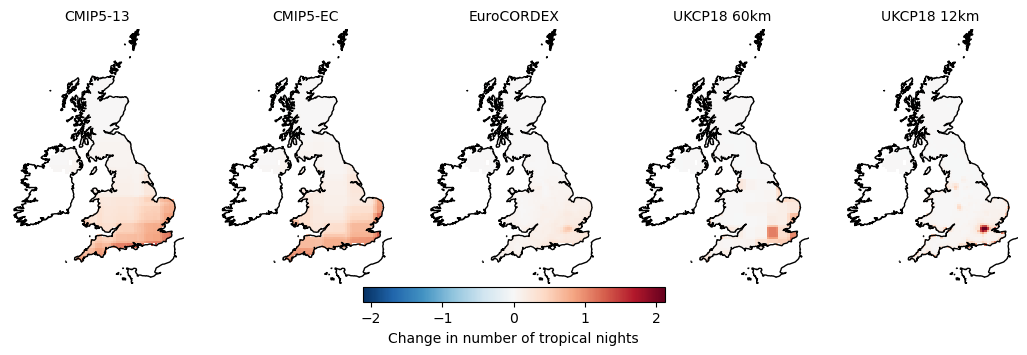 CMIP5-13 CMIP5-EC EuroCORDEX UKCP18 60km UKCP18 12km
−2 −1 0 1 2
Change in number of tropical nights